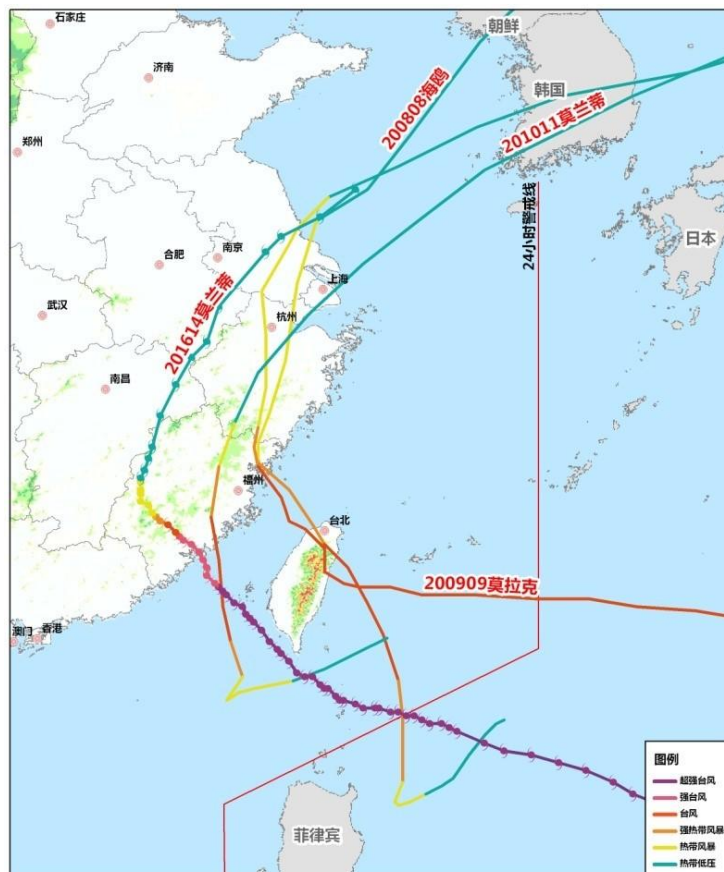 石家庄
朝鲜
济南
200808海鸥
韩国
201011莫兰蒂
郑州
24小时警戒线
日本
南京
合肥
上海
201614莫兰蒂
武汉
杭州
南昌
福州
台北
200909莫拉克
香港
澳门
图例
超强台风
强台风
台风
强热带风暴
热带风暴
热带低压
菲律宾